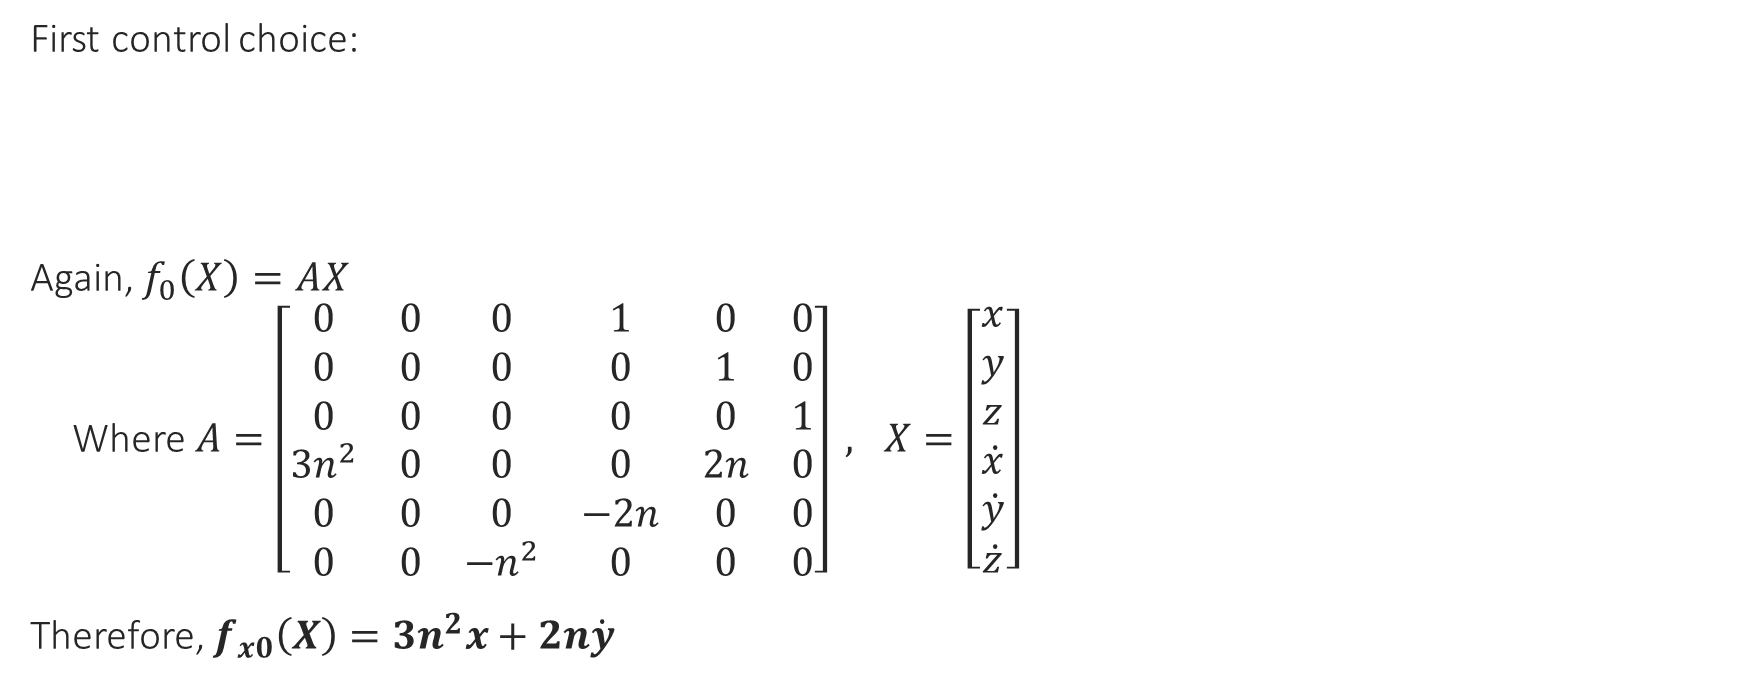 First control choice:
Again, f₀(X) = AX
Where A = [0 0 0 1 0 0
0 0 0 0 1 0
0 0 0 0 0 1
3n² 0 0 0 2n 0
0 0 0 −2n 0 0
0 0 −n² 0 0 0], X = [x
y
z
ẋ
ẏ
ż]
Therefore, fₓ₀(X) = 3n²x + 2nẏ